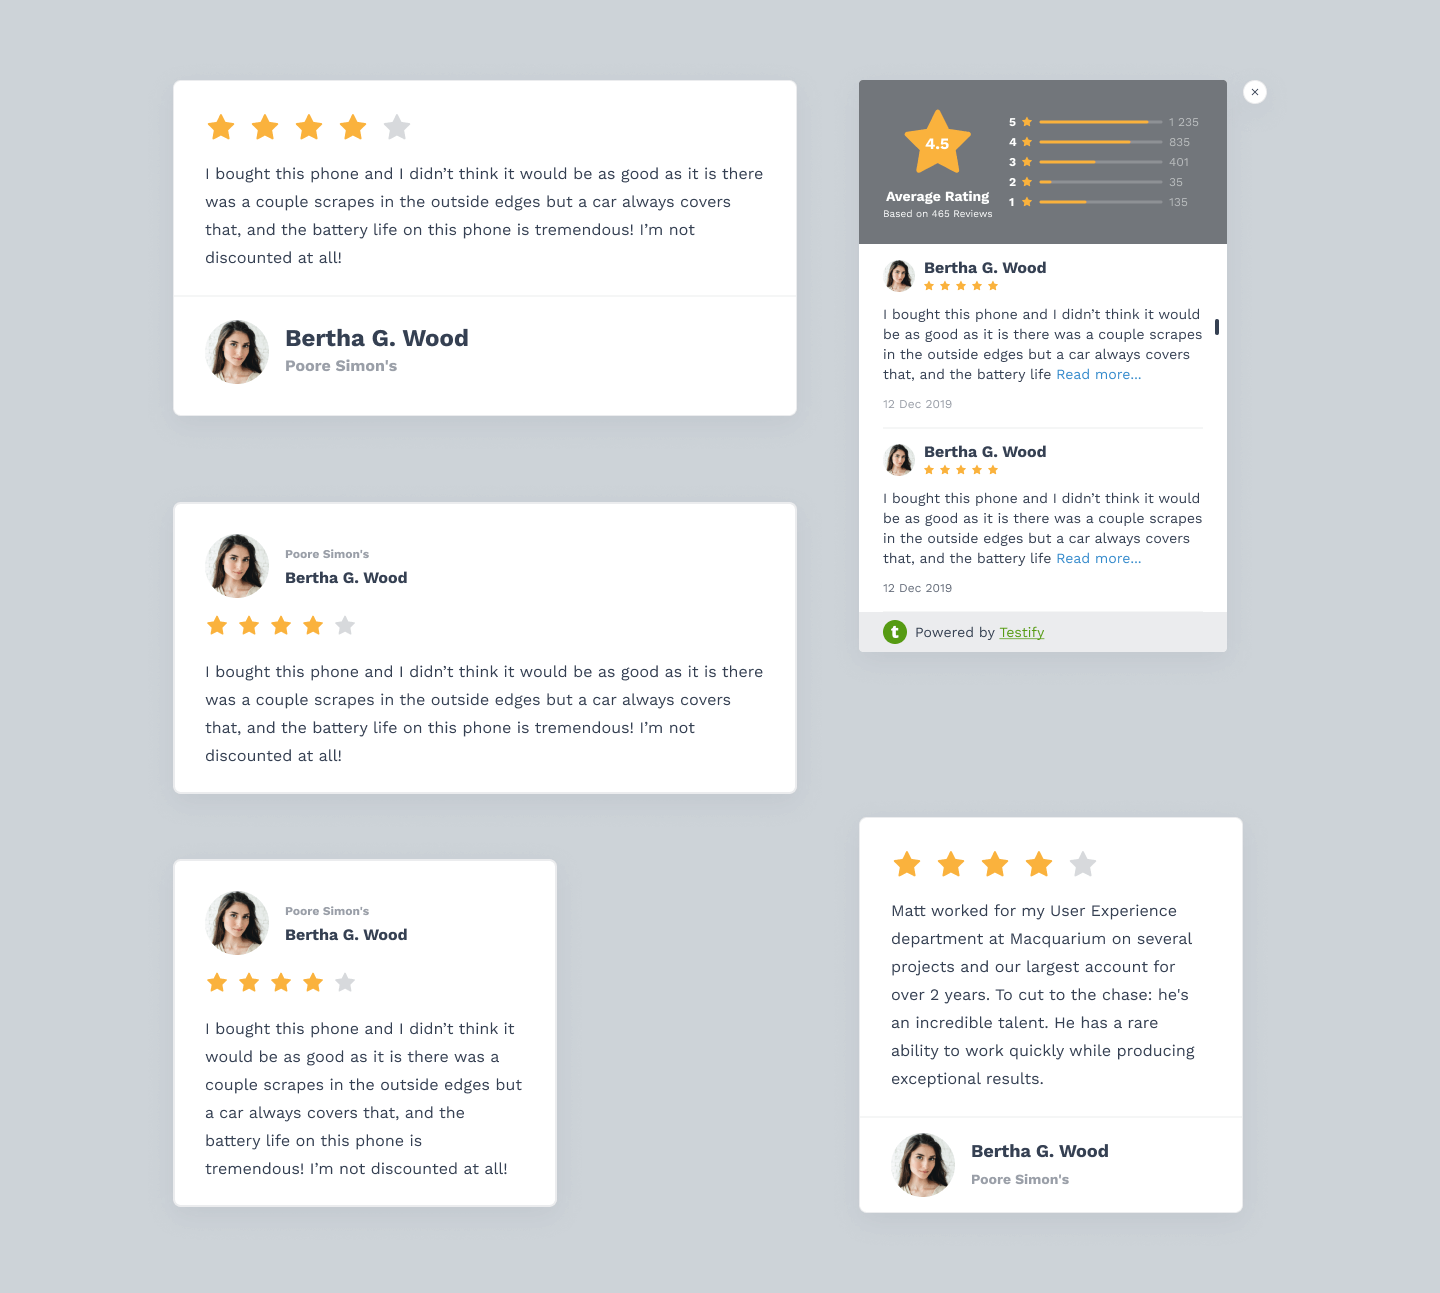 I bought this phone and I didn’t think it would be as good as it is there
was a couple scrapes in the outside edges but a car always covers
that, and the battery life on this phone is tremendous! I’m not
discounted at all!
Bertha G. Wood
Poore Simon's
Poore Simon's
Bertha G. Wood
I bought this phone and I didn’t think it would be as good as it is there
was a couple scrapes in the outside edges but a car always covers
that, and the battery life on this phone is tremendous! I’m not
discounted at all!
Poore Simon's
Bertha G. Wood
I bought this phone and I didn’t think it
would be as good as it is there was a
couple scrapes in the outside edges but
a car always covers that, and the
battery life on this phone is
tremendous! I’m not discounted at all!
4.5
Average Rating
Based on 465 Reviews
5 1 235
4 835
3 401
2 35
1 135
Bertha G. Wood
I bought this phone and I didn’t think it would
be as good as it is there was a couple scrapes
in the outside edges but a car always covers
that, and the battery life Read more...
12 Dec 2019
Bertha G. Wood
I bought this phone and I didn’t think it would
be as good as it is there was a couple scrapes
in the outside edges but a car always covers
that, and the battery life Read more...
12 Dec 2019
t Powered by Testify
Matt worked for my User Experience
department at Macquarium on several
projects and our largest account for
over 2 years. To cut to the chase: he's
an incredible talent. He has a rare
ability to work quickly while producing
exceptional results.
Bertha G. Wood
Poore Simon's